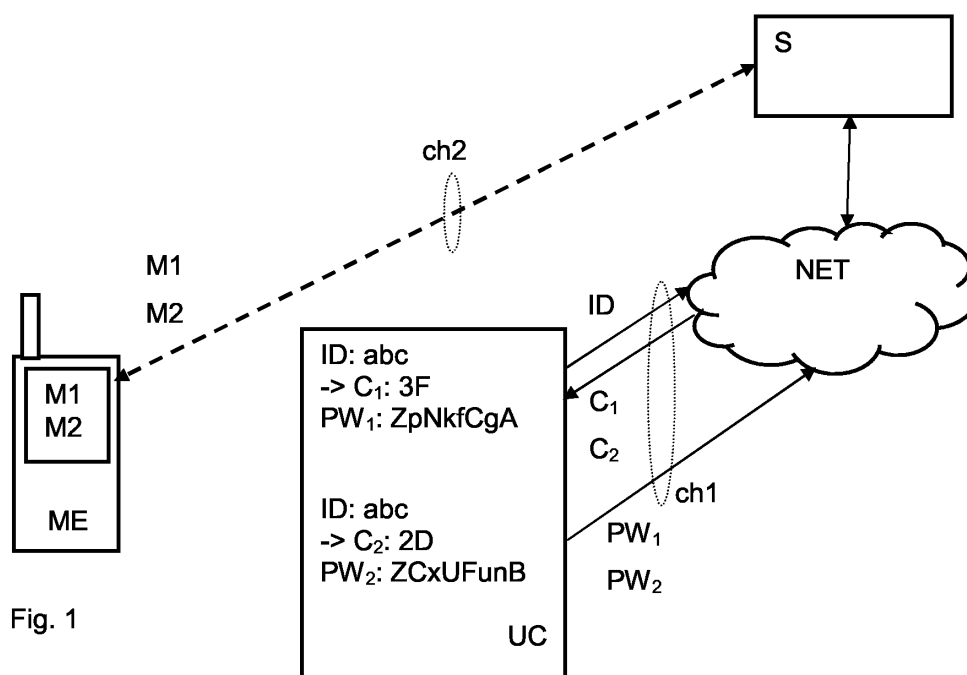 S
ch2
NET
M1
M2
ID
ID: abc
-> C₁: 3F
PW₁: ZpNkfCgA
M1
M2
C₁
C₂
ch1
ID: abc
-> C₂: 2D
PW₂: ZCxUFunB
ME
PW₁
PW₂
Fig. 1
UC